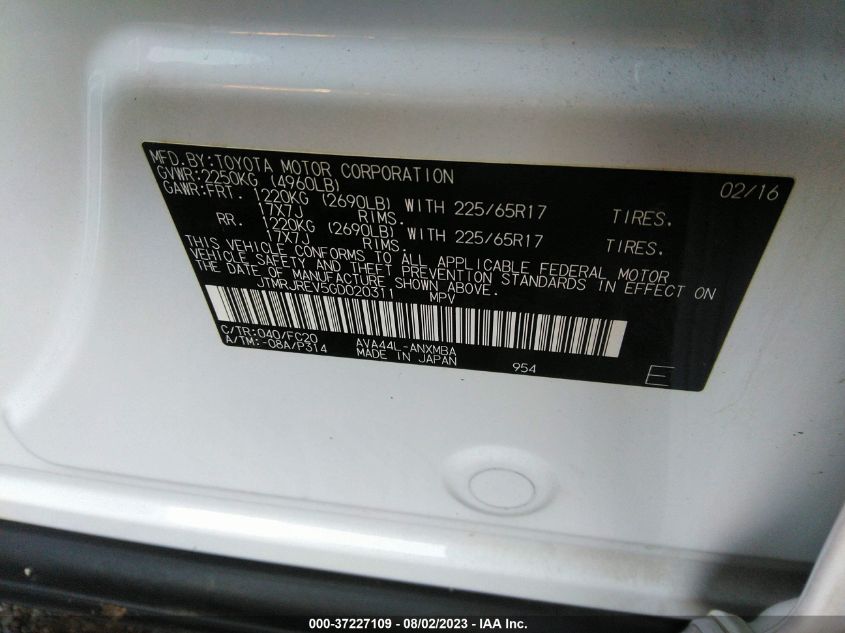 MFD.BY:TOYOTA MOTOR CORPORATION 02/16
GVWR:2250KG (4960LB)
GAWR:FRT. 1220KG (2690LB) WITH 225/65R17 TIRES.
17X7J RIMS.
RR. 1220KG (2690LB) WITH 225/65R17 TIRES.
17X7J RIMS.
THIS VEHICLE CONFORMS TO ALL APPLICABLE FEDERAL MOTOR
VEHICLE SAFETY AND THEFT PREVENTION STANDARDS IN EFFECT ON
THE DATE OF MANUFACTURE SHOWN ABOVE.
JTMRJREV5GD020311 MPV
C/TR:040/FC20 AVA44L-ANXMBA
A/TM:-08A/P314 MADE IN JAPAN 954 E
000-37227109 - 08/02/2023 - IAA Inc.